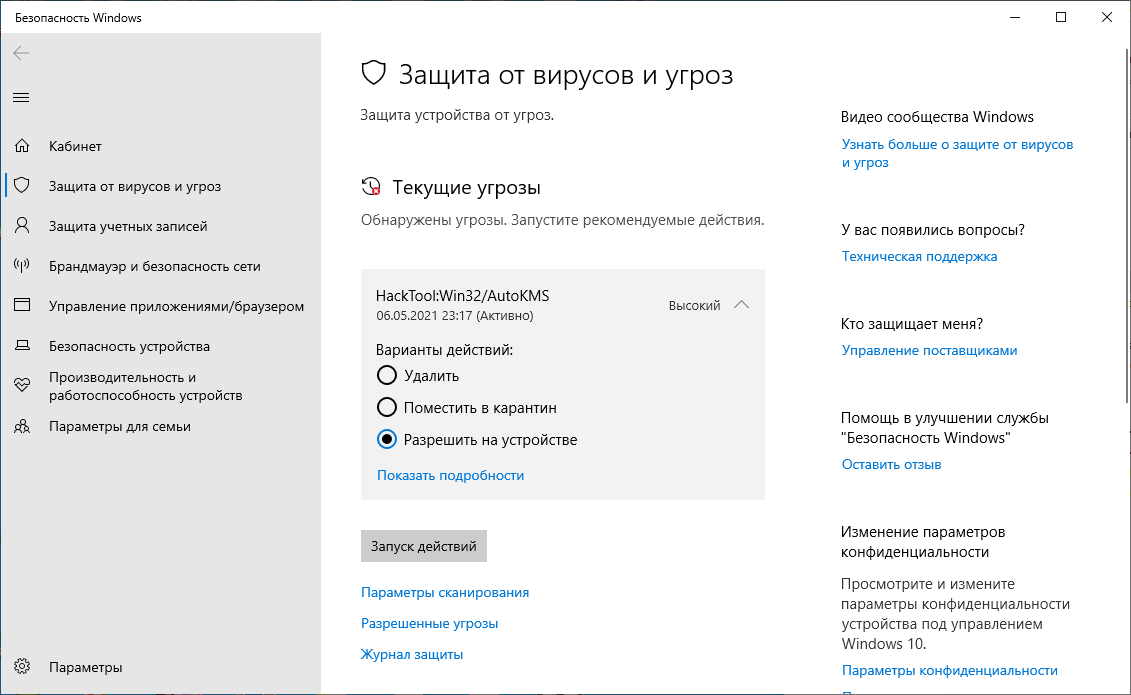 Безопасность Windows
Кабинет
Защита от вирусов и угроз
Защита учетных записей
Брандмауэр и безопасность сети
Управление приложениями/браузером
Безопасность устройства
Производительность и
работоспособность устройств
Параметры для семьи
Параметры
Защита от вирусов и угроз
Защита устройства от угроз.
Текущие угрозы
Обнаружены угрозы. Запустите рекомендуемые действия.
HackTool:Win32/AutoKMS
06.05.2021 23:17 (Активно)
Высокий
Варианты действий:
Удалить
Поместить в карантин
Разрешить на устройстве
Показать подробности
Запуск действий
Параметры сканирования
Разрешенные угрозы
Журнал защиты
Видео сообщества Windows
Узнать больше о защите от вирусов
и угроз
У вас появились вопросы?
Техническая поддержка
Кто защищает меня?
Управление поставщиками
Помощь в улучшении службы
"Безопасность Windows"
Оставить отзыв
Изменение параметров
конфиденциальности
Просмотрите и измените
параметры конфиденциальности
устройства под управлением
Windows 10.
Параметры конфиденциальности